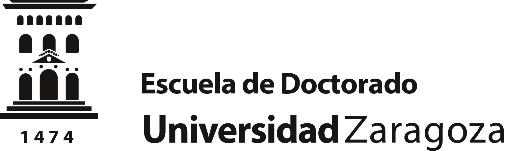 Escuela de Doctorado
1474
Universidad Zaragoza